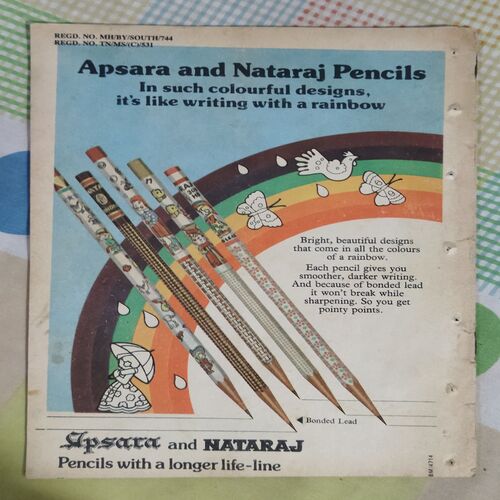 REGD. NO. MH/BY/SOUTH/744
REGD. NO. TN/MS/(C)/531
Apsara and Nataraj Pencils
In such colourful designs,
it's like writing with a rainbow
Bright, beautiful designs
that come in all the colours
of a rainbow.
Each pencil gives you
smoother, darker writing.
And because of bonded lead
it won't break while
sharpening. So you get
pointy points.
Bonded Lead
Apsara and NATARAJ
Pencils with a longer life-line
BM/4714